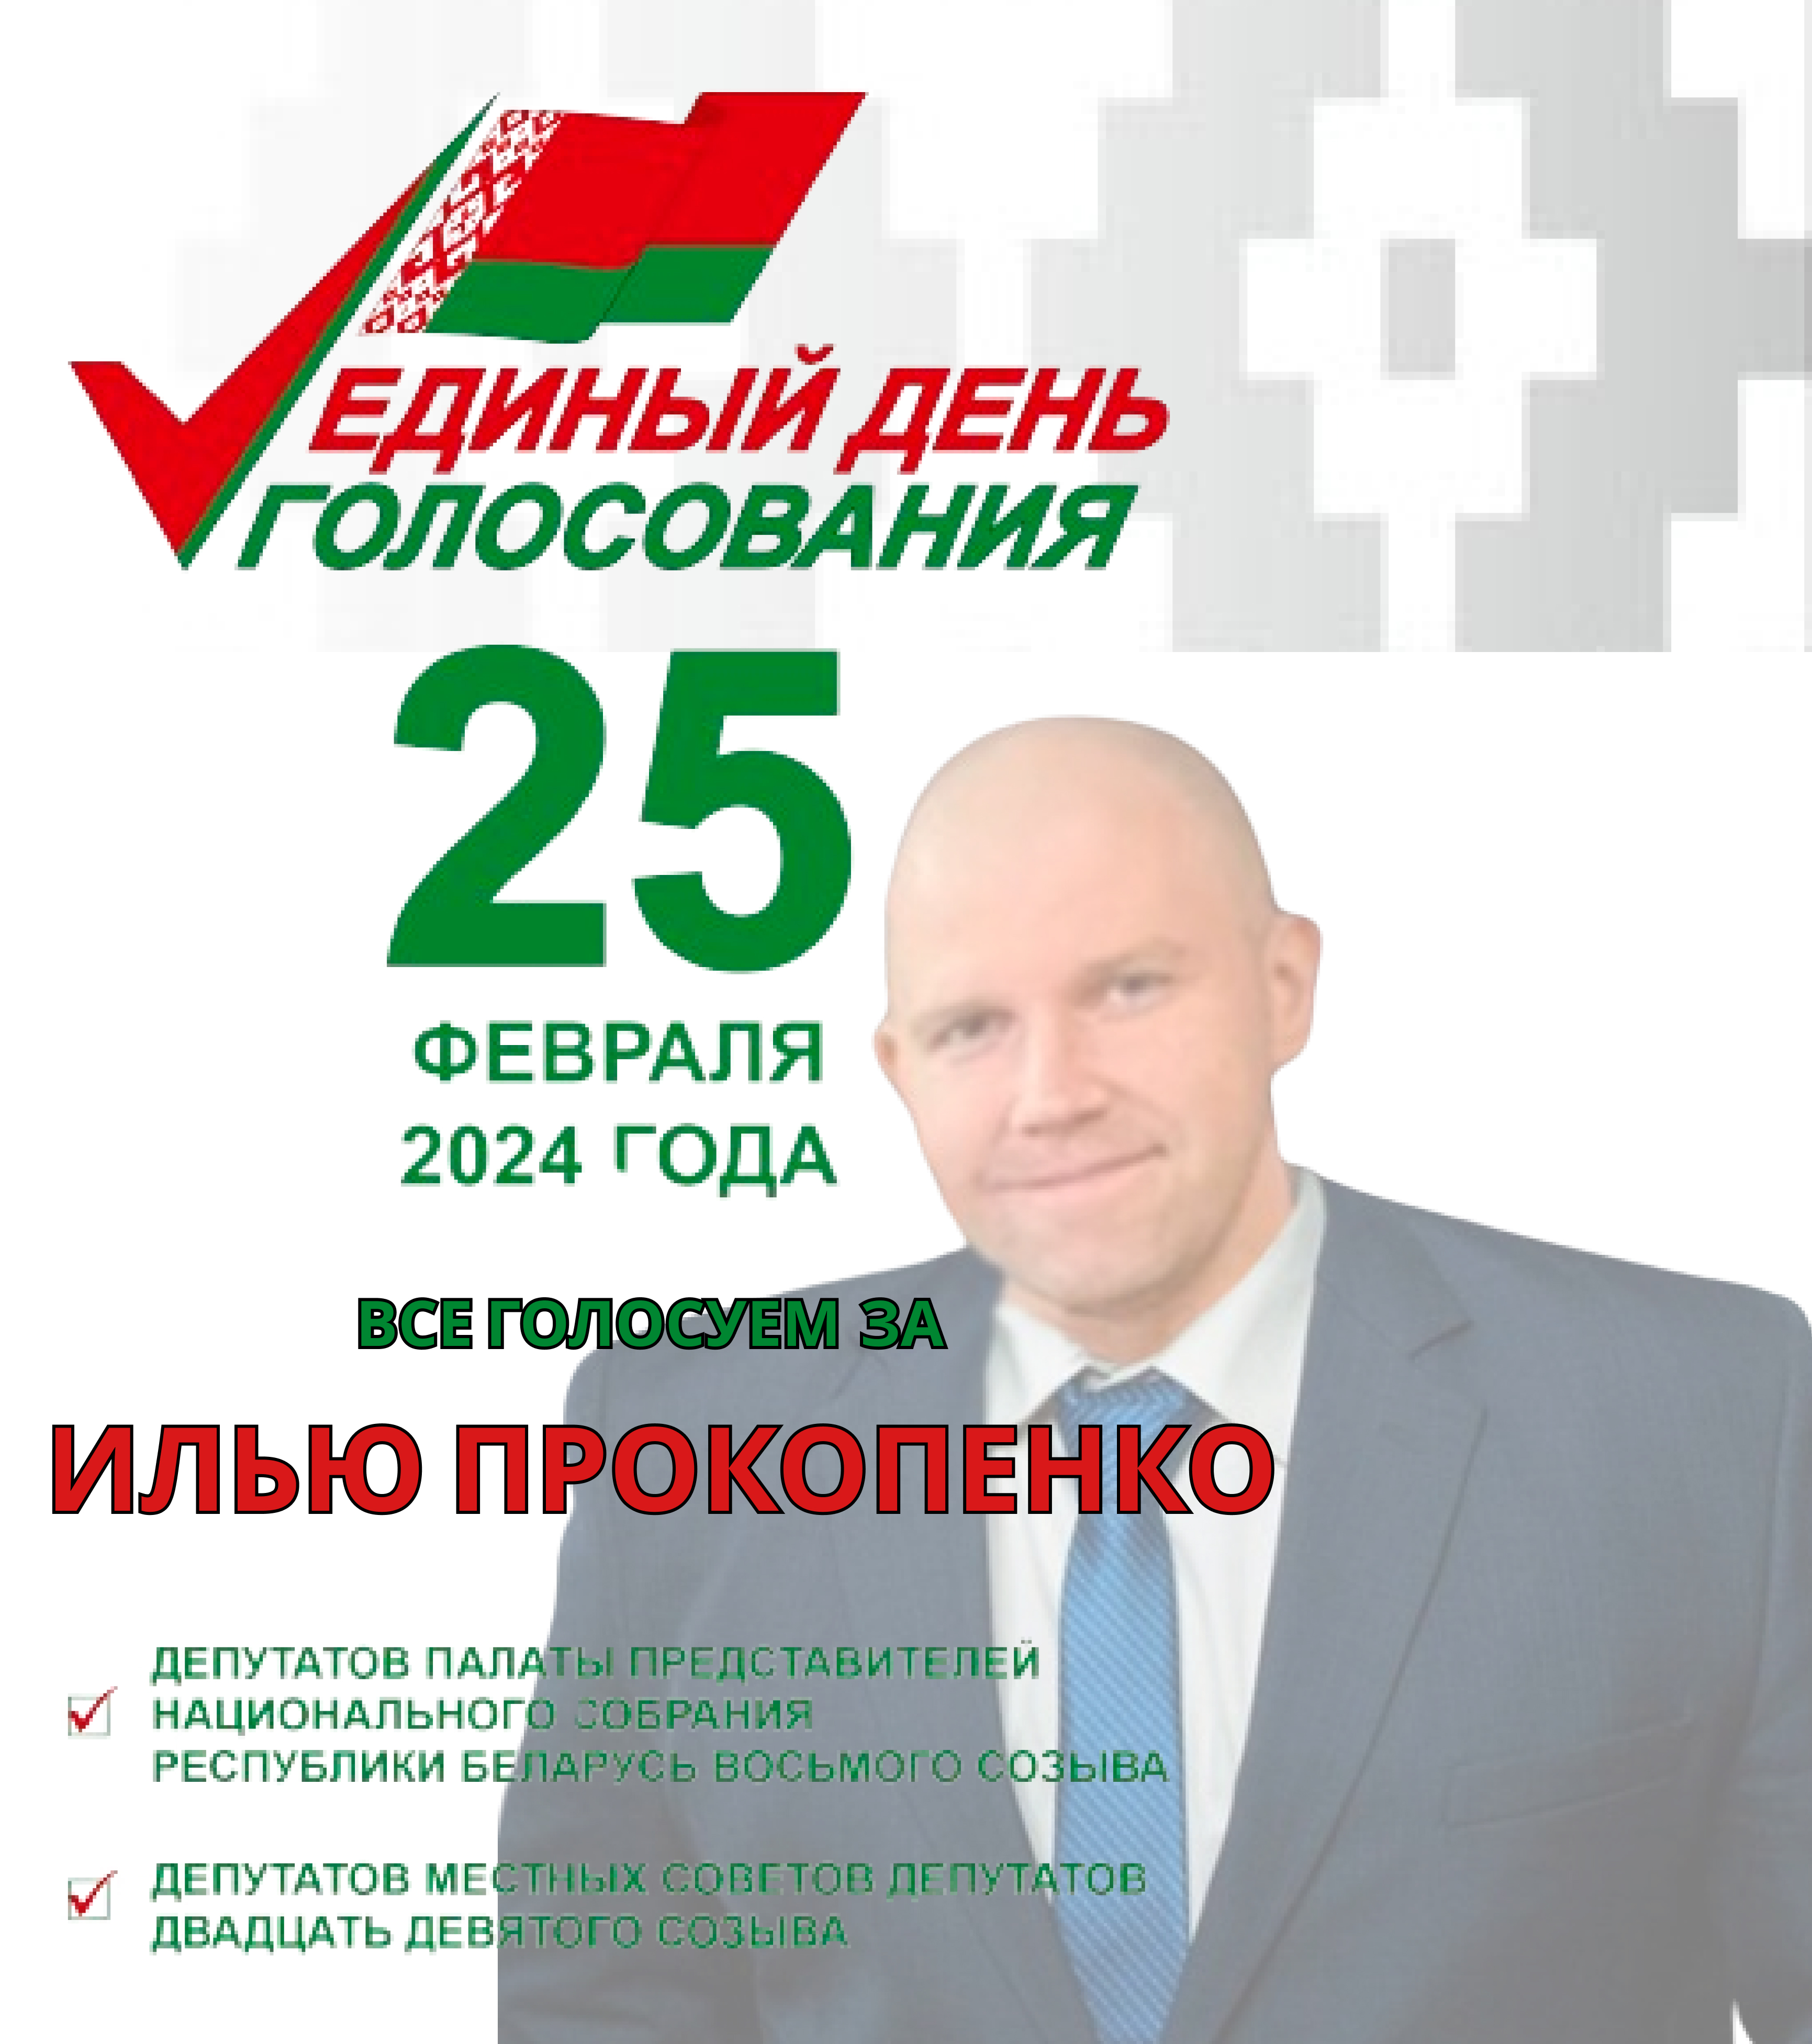 ЕДИНЫЙ ДЕНЬ
ГОЛОСОВАНИЯ
25
ФЕВРАЛЯ
2024 ГОДА
ВСЕ ГОЛОСУЕМ ЗА
ИЛЬЮ ПРОКОПЕНКО
ДЕПУТАТОВ ПАЛАТЫ ПРЕДСТАВИТЕЛЕЙ
НАЦИОНАЛЬНОГО СОБРАНИЯ
РЕСПУБЛИКИ БЕЛАРУСЬ ВОСЬМОГО СОЗЫВА
ДЕПУТАТОВ МЕСТНЫХ СОВЕТОВ ДЕПУТАТОВ
ДВАДЦАТЬ ДЕВЯТОГО СОЗЫВА